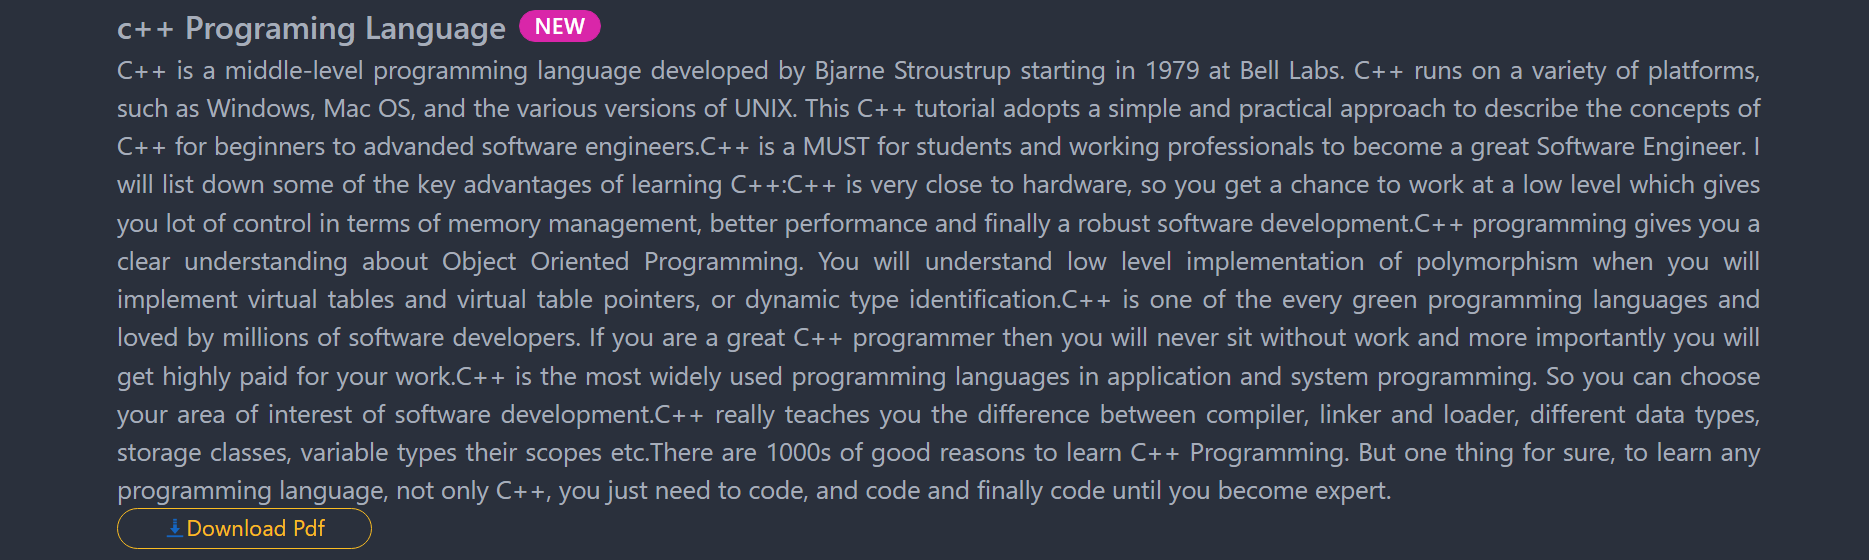 c++ Programing Language NEW
C++ is a middle-level programming language developed by Bjarne Stroustrup starting in 1979 at Bell Labs. C++ runs on a variety of platforms,
such as Windows, Mac OS, and the various versions of UNIX. This C++ tutorial adopts a simple and practical approach to describe the concepts of
C++ for beginners to advanded software engineers.C++ is a MUST for students and working professionals to become a great Software Engineer. I
will list down some of the key advantages of learning C++:C++ is very close to hardware, so you get a chance to work at a low level which gives
you lot of control in terms of memory management, better performance and finally a robust software development.C++ programming gives you a
clear understanding about Object Oriented Programming. You will understand low level implementation of polymorphism when you will
implement virtual tables and virtual table pointers, or dynamic type identification.C++ is one of the every green programming languages and
loved by millions of software developers. If you are a great C++ programmer then you will never sit without work and more importantly you will
get highly paid for your work.C++ is the most widely used programming languages in application and system programming. So you can choose
your area of interest of software development.C++ really teaches you the difference between compiler, linker and loader, different data types,
storage classes, variable types their scopes etc.There are 1000s of good reasons to learn C++ Programming. But one thing for sure, to learn any
programming language, not only C++, you just need to code, and code and finally code until you become expert.
Download Pdf